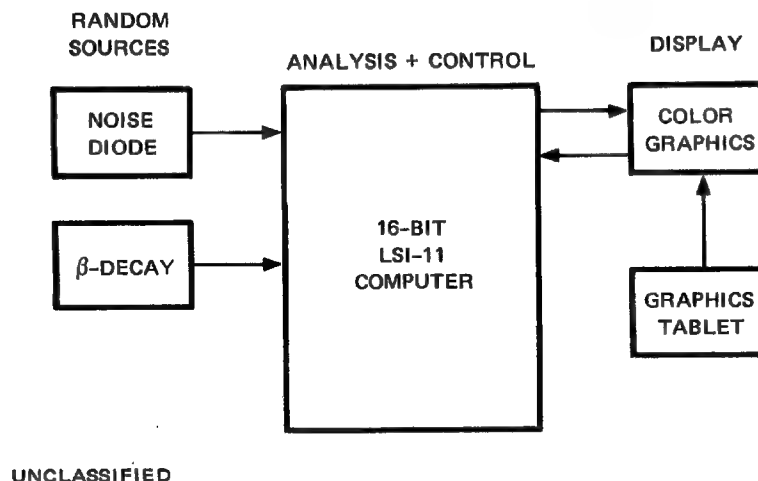 RANDOM
SOURCES
ANALYSIS + CONTROL
DISPLAY
NOISE
DIODE
β-DECAY
16-BIT
LSI-11
COMPUTER
COLOR
GRAPHICS
GRAPHICS
TABLET
UNCLASSIFIED